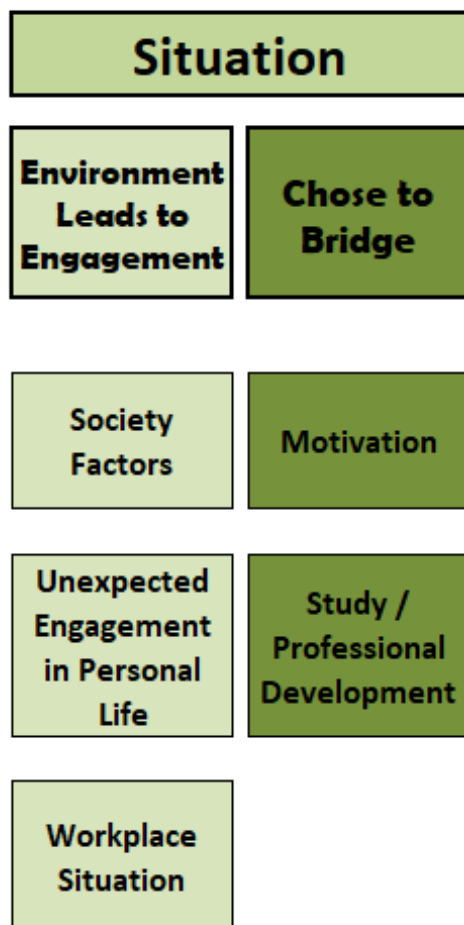 Situation
Environment
Leads to
Engagement
Chose to
Bridge
Society
Factors
Motivation
Unexpected
Engagement
in Personal
Life
Study /
Professional
Development
Workplace
Situation